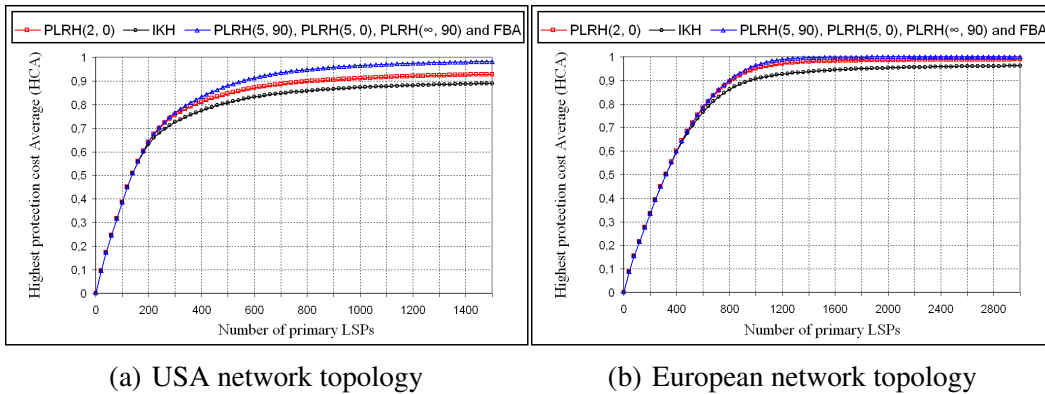 PLRH(2, 0) IKH PLRH(5, 90), PLRH(5, 0), PLRH(∞, 90) and FBA
Highest protection cost Average (HCA)
1
0,9
0,8
0,7
0,6
0,5
0,4
0,3
0,2
0,1
0
0 200 400 600 800 1000 1200 1400
Number of primary LSPs
(a) USA network topology
PLRH(2, 0) IKH PLRH(5, 90), PLRH(5, 0), PLRH(∞, 90) and FBA
Highest protection cost Average (HCA)
1
0,9
0,8
0,7
0,6
0,5
0,4
0,3
0,2
0,1
0
0 400 800 1200 1600 2000 2400 2800
Number of primary LSPs
(b) European network topology